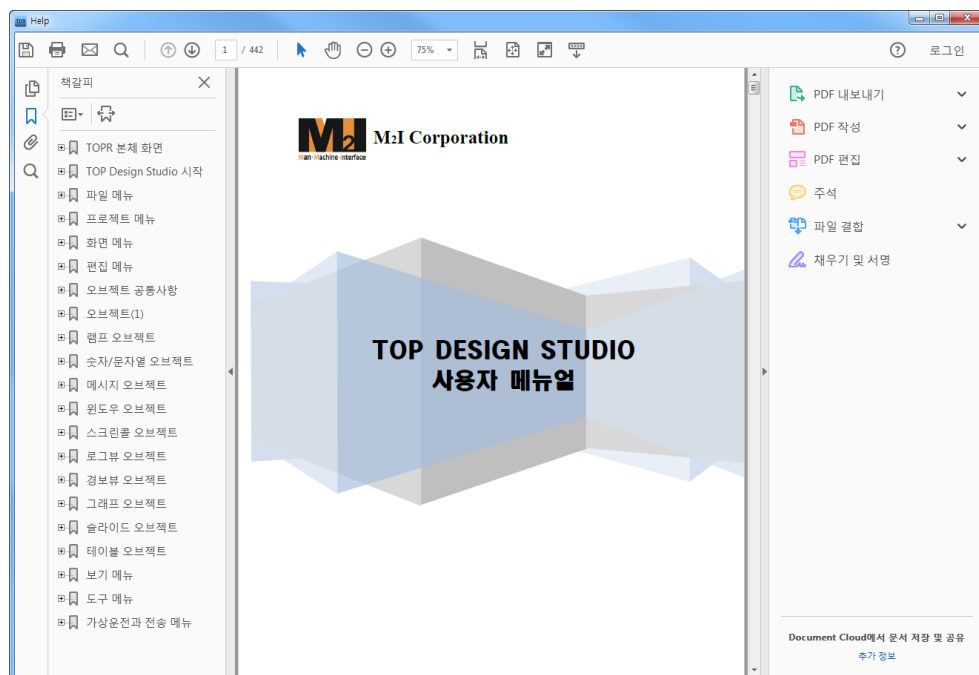 Help
1 / 442
75%
로그인
책갈피
TOPR 본체 화면
TOP Design Studio 시작
파일 메뉴
프로젝트 메뉴
화면 메뉴
편집 메뉴
오브젝트 공통사항
오브젝트(1)
램프 오브젝트
숫자/문자열 오브젝트
메시지 오브젝트
윈도우 오브젝트
스크린콜 오브젝트
로그뷰 오브젝트
경보뷰 오브젝트
그래프 오브젝트
슬라이드 오브젝트
테이블 오브젝트
보기 메뉴
도구 메뉴
가상운전과 전송 메뉴
M2I
Man-Machine-Interface
M2I Corporation
TOP DESIGN STUDIO
사용자 메뉴얼
PDF 내보내기
PDF 작성
PDF 편집
주석
파일 결합
채우기 및 서명
Document Cloud에서 문서 저장 및 공유
추가 정보